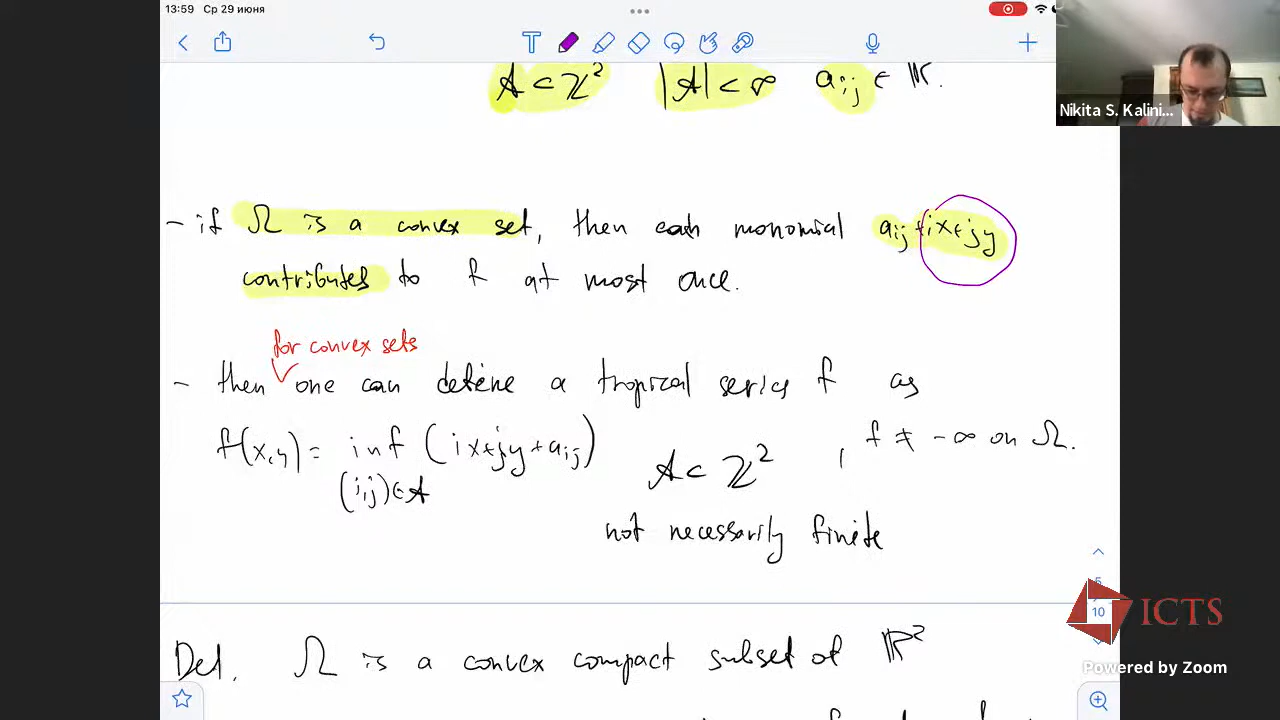 13:59 Ср 29 июня
Nikita S. Kalini...
A ⊂ ℤ² |A| < ∞ aij ∈ ℝ.
- if Ω is a convex set, then each monomial aij + ix+jy
contributes to f at most once.
for convex sets
- then one can define a tropical series f as
f(x,y) = inf (ix+jy+aij) A ⊂ ℤ² , f ≠ -∞ on Ω.
(i,j)∈A
not necessarily finite
5
10
ICTS
Def. Ω is a convex compact subset of ℝ²
Powered by Zoom